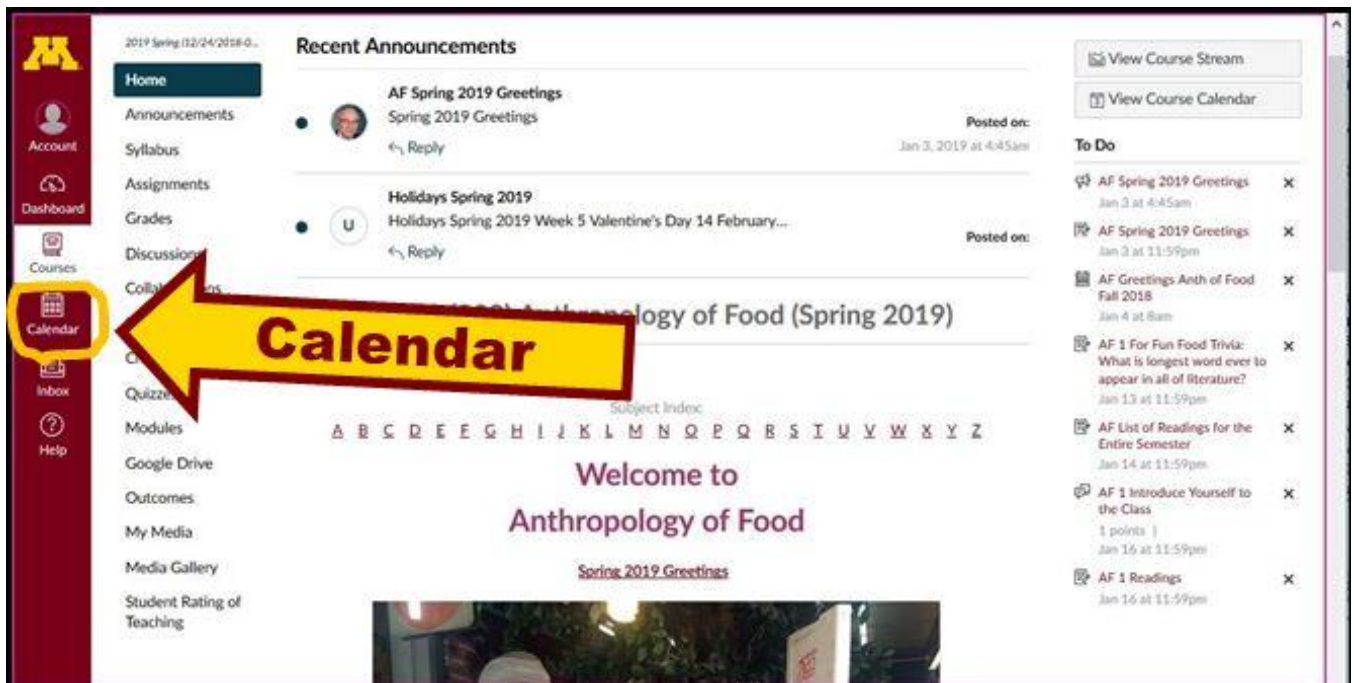 M
Account
Dashboard
Courses
Calendar
Inbox
Help
2019 Spring (12/24/2018-0...
Home
Announcements
Syllabus
Assignments
Grades
Discussions
Quizzes
Modules
Google Drive
Outcomes
My Media
Media Gallery
Student Rating of
Teaching
Recent Announcements
AF Spring 2019 Greetings
Spring 2019 Greetings
Reply
Posted on:
Jan 3, 2019 at 4:45am
U
Holidays Spring 2019
Holidays Spring 2019 Week 5 Valentine's Day 14 February...
Reply
Posted on:
of Food (Spring 2019)
Calendar
Subject Index:
A B C D E F G H I J K L M N O P Q R S T U V W X Y Z
Welcome to
Anthropology of Food
Spring 2019 Greetings
View Course Stream
View Course Calendar
To Do
AF Spring 2019 Greetings
Jan 3 at 4:45am
AF Spring 2019 Greetings
Jan 3 at 11:59pm
AF Greetings Anth of Food
Fall 2018
Jan 4 at 8am
AF 1 For Fun Food Trivia:
What is longest word ever to
appear in all of literature?
Jan 13 at 11:59pm
AF List of Readings for the
Entire Semester
Jan 14 at 11:59pm
AF 1 Introduce Yourself to
the Class
1 points |
Jan 16 at 11:59pm
AF 1 Readings
Jan 16 at 11:59pm